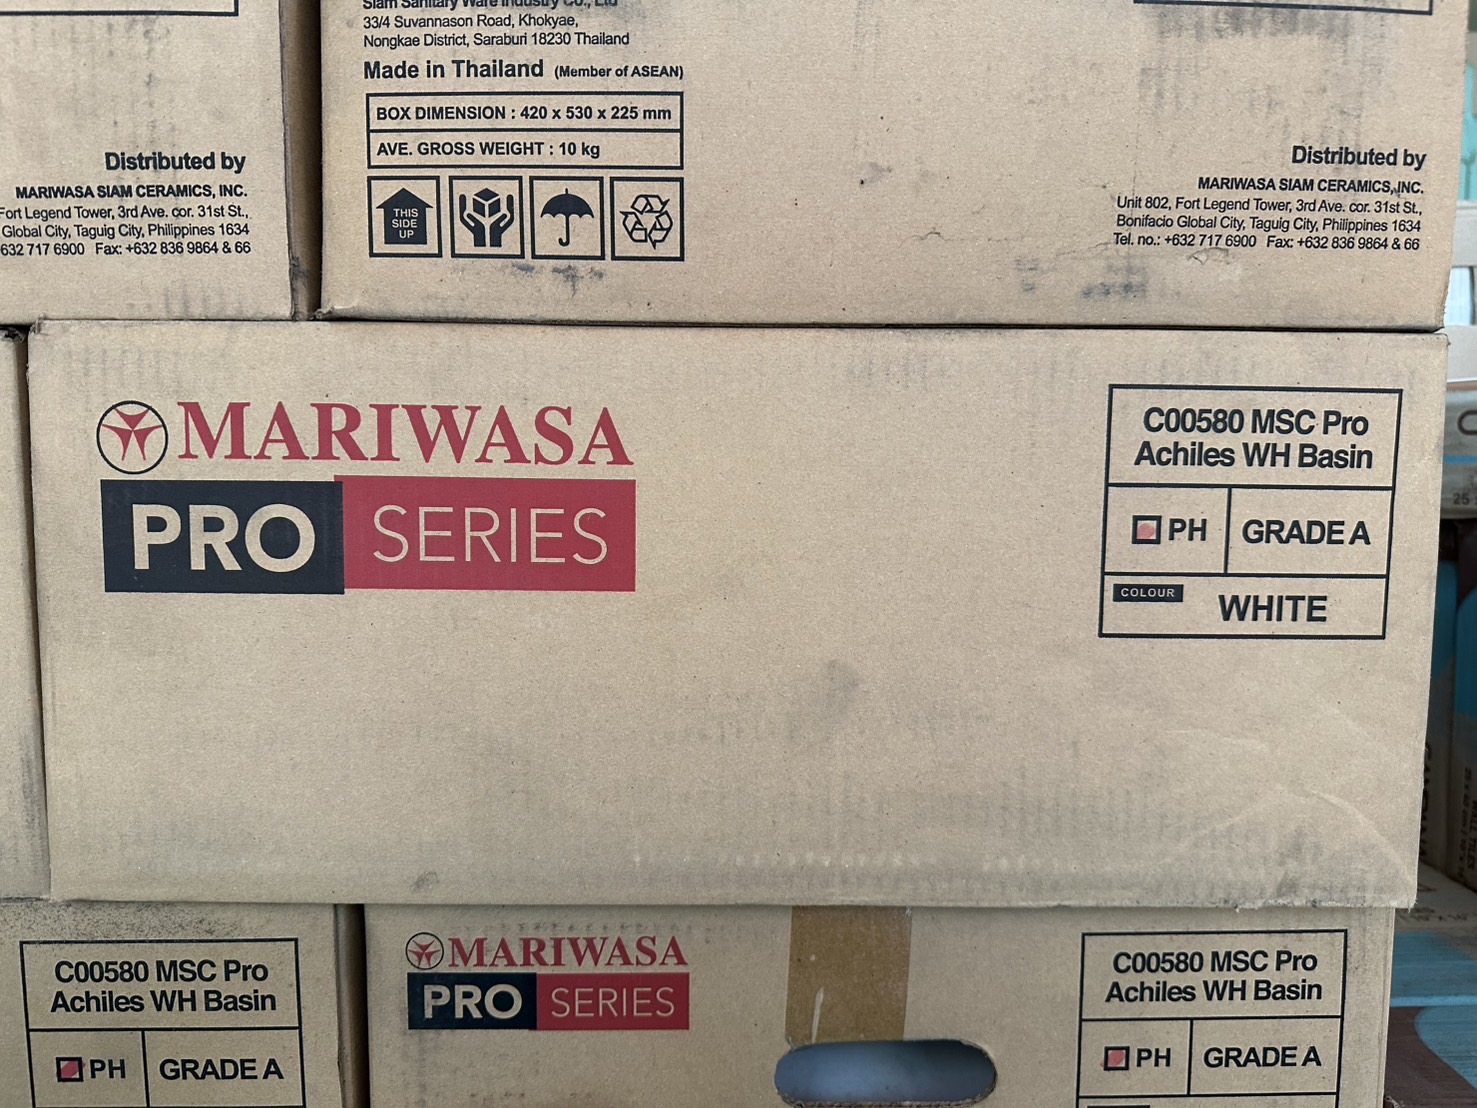 Siam Sanitary Ware Industry Co., Ltd
33/4 Suvannason Road, Khokyae,
Nongkae District, Saraburi 18230 Thailand
Made in Thailand (Member of ASEAN)
BOX DIMENSION : 420 x 530 x 225 mm
AVE. GROSS WEIGHT : 10 kg
THIS
SIDE
UP
Distributed by
MARIWASA SIAM CERAMICS, INC.
Fort Legend Tower, 3rd Ave. cor. 31st St.,
Global City, Taguig City, Philippines 1634
632 717 6900 Fax: +632 836 9864 & 66
Distributed by
MARIWASA SIAM CERAMICS, INC.
Unit 802, Fort Legend Tower, 3rd Ave. cor. 31st St.,
Bonifacio Global City, Taguig City, Philippines 1634
Tel. no.: +632 717 6900 Fax: +632 836 9864 & 66
MARIWASA
PRO SERIES
C00580 MSC Pro
Achiles WH Basin
PH GRADE A
COLOUR WHITE
C00580 MSC Pro
Achiles WH Basin
PH GRADE A
MARIWASA
PRO SERIES
C00580 MSC Pro
Achiles WH Basin
PH GRADE A